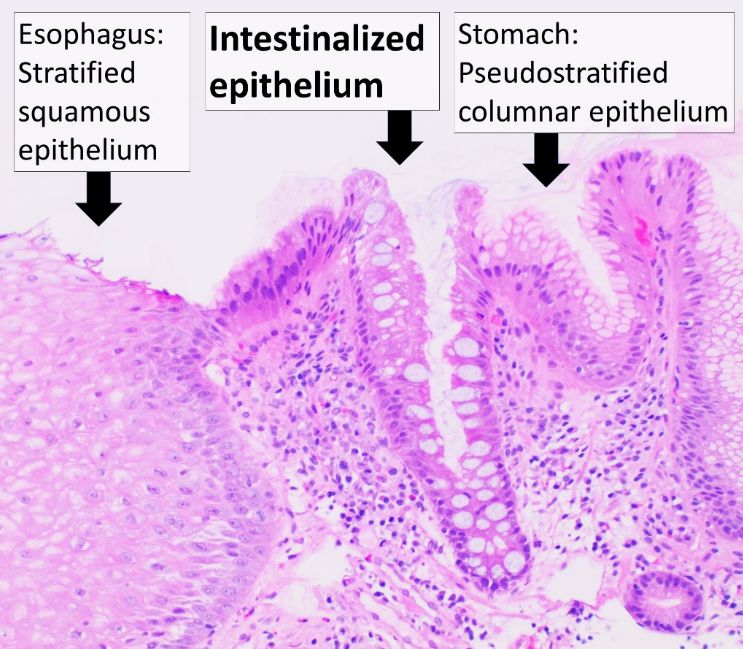 Esophagus:
Stratified
squamous
epithelium
Intestinalized
epithelium
Stomach:
Pseudostratified
columnar epithelium